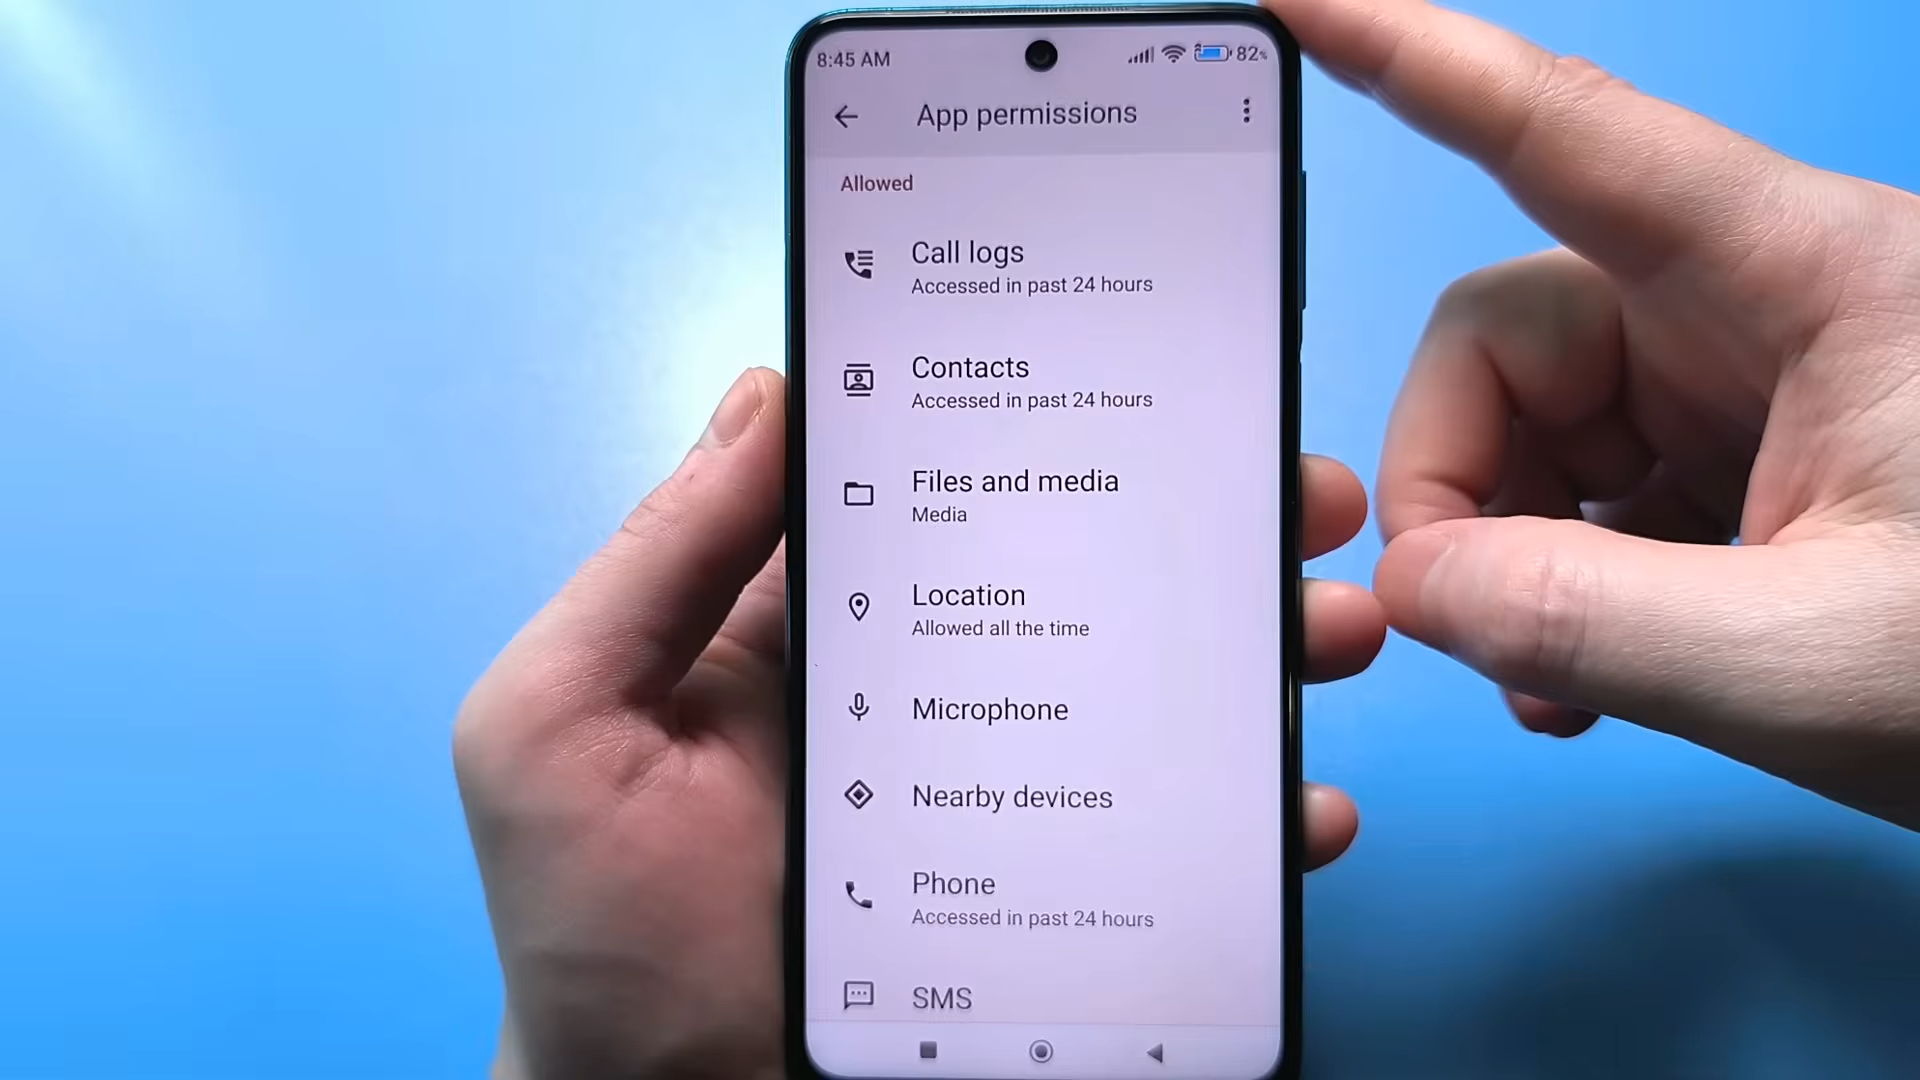 8:45 AM
82%
App permissions
Allowed
Call logs
Accessed in past 24 hours
Contacts
Accessed in past 24 hours
Files and media
Media
Location
Allowed all the time
Microphone
Nearby devices
Phone
Accessed in past 24 hours
SMS